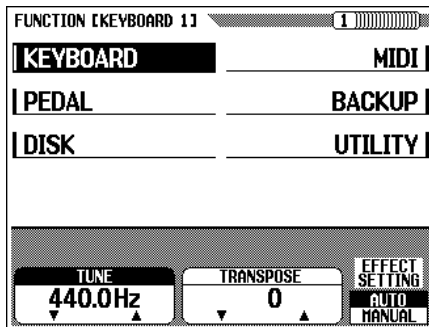 FUNCTION [KEYBOARD 1] 1
KEYBOARD MIDI
PEDAL BACKUP
DISK UTILITY
TUNE TRANSPOSE EFFECT
SETTING
440.0Hz 0 AUTO
MANUAL